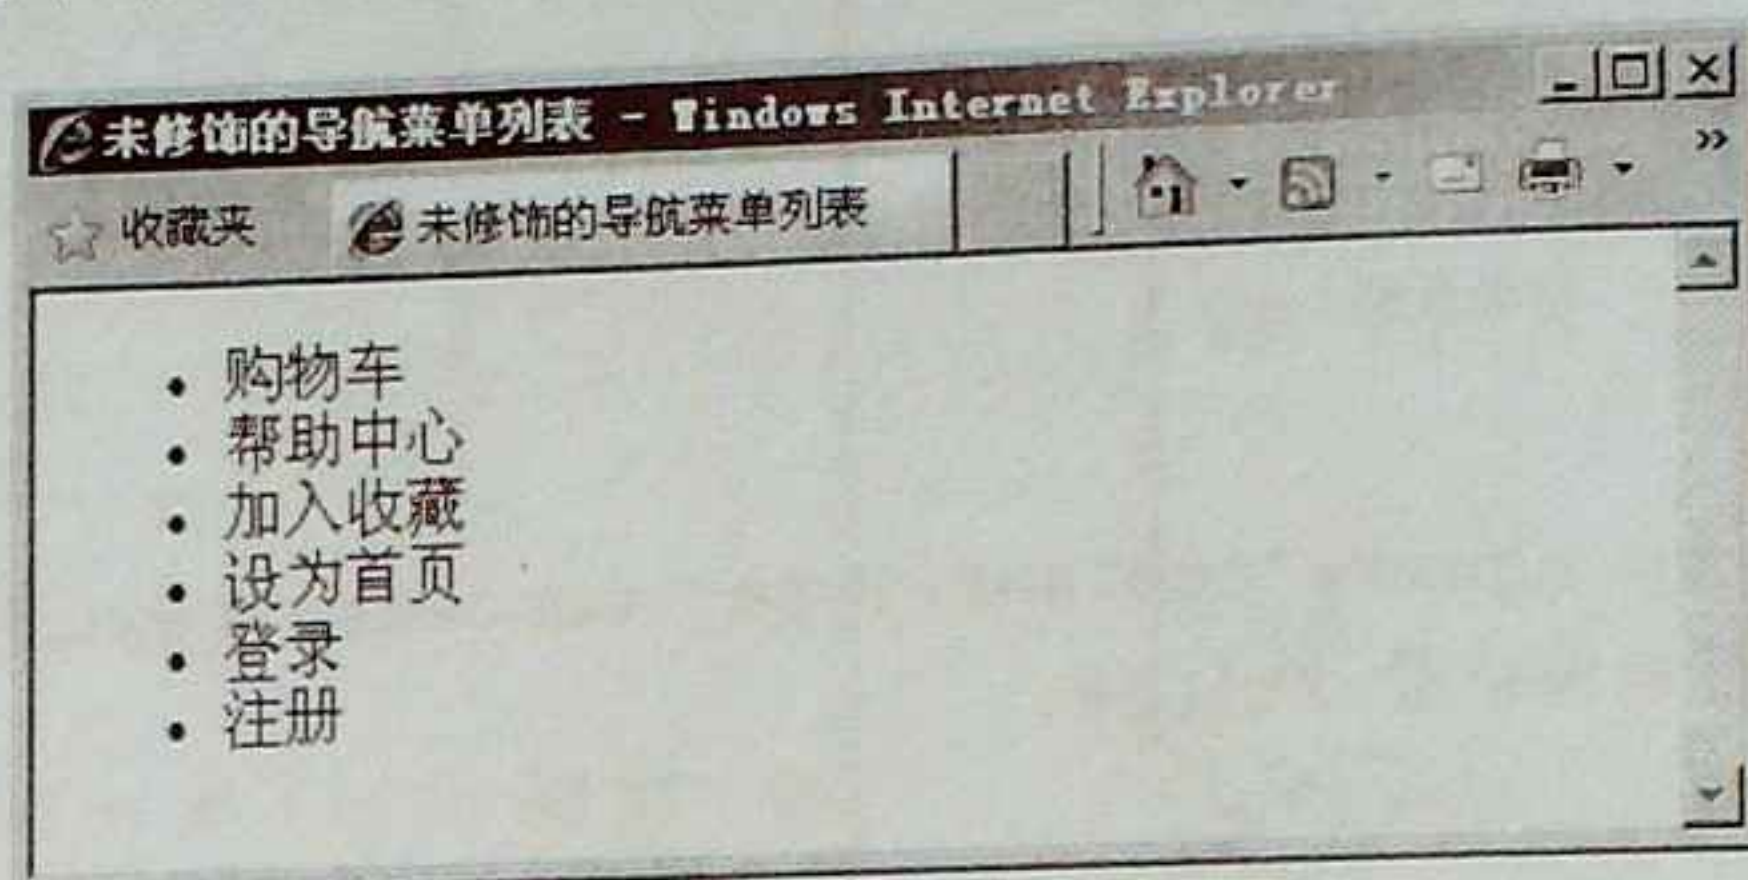 未修饰的导航菜单列表 - Windows Internet Explorer
收藏夹 未修饰的导航菜单列表
• 购物车
• 帮助中心
• 加入收藏
• 设为首页
• 登录
• 注册